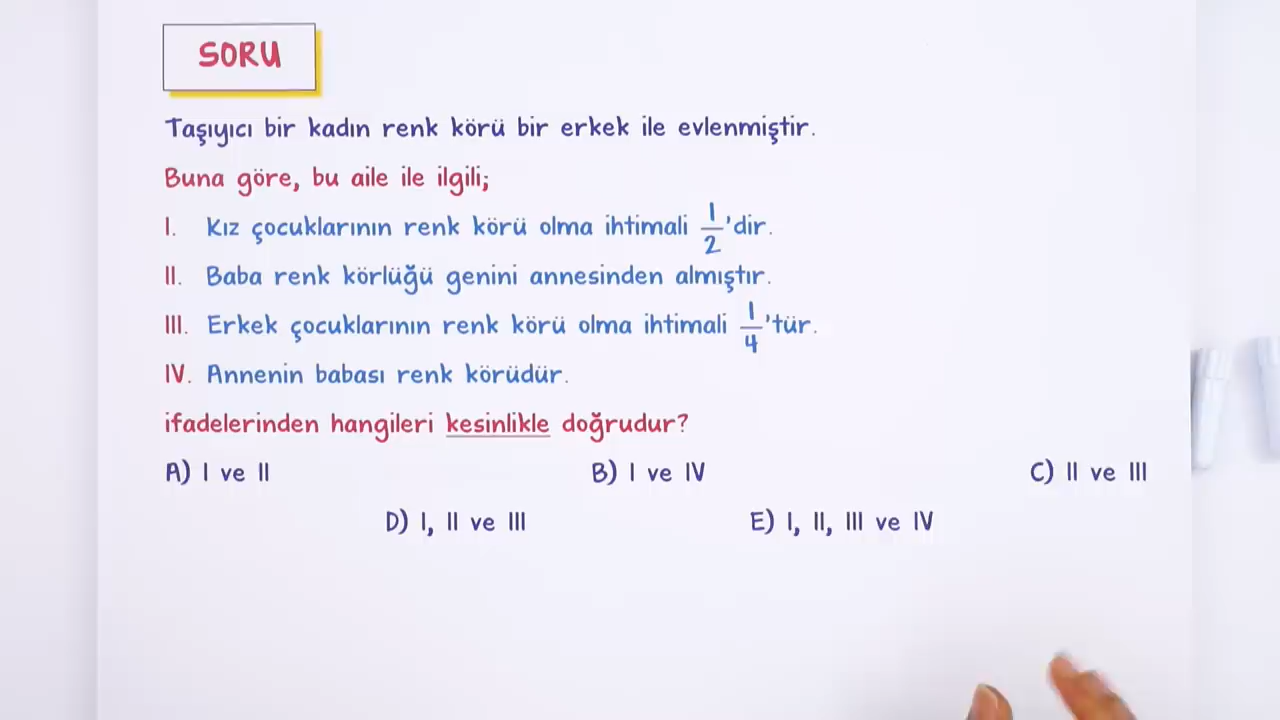 SORU
Taşıyıcı bir kadın renk körü bir erkek ile evlenmiştir.
Buna göre, bu aile ile ilgili;
I. Kız çocuklarının renk körü olma ihtimali 1/2'dir.
II. Baba renk körlüğü genini annesinden almıştır.
III. Erkek çocuklarının renk körü olma ihtimali 1/4'tür.
IV. Annenin babası renk körüdür.
ifadelerinden hangileri kesinlikle doğrudur?
A) I ve II B) I ve IV C) II ve III
D) I, II ve III E) I, II, III ve IV